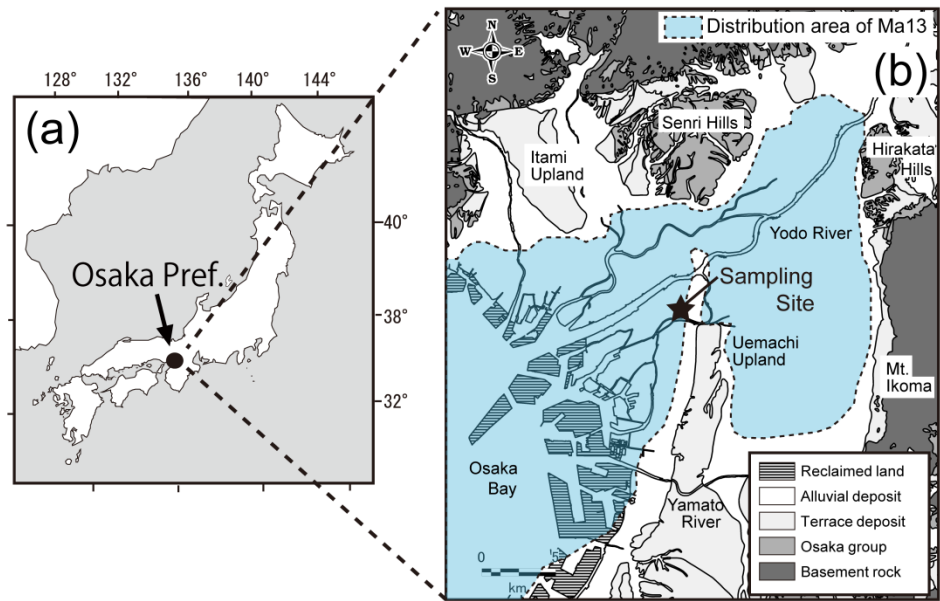 128° 132° 136° 140° 144°
(a)
Osaka Pref.
40°
38°
32°
Distribution area of Ma13
N
W E
S
(b)
Senri Hills
Itami
Upland
Hirakata
Hills
Yodo River
Sampling
Site
Uemachi
Upland
Mt.
Ikoma
Osaka
Bay
Yamato
River
0 5
km
Reclaimed land
Alluvial deposit
Terrace deposit
Osaka group
Basement rock